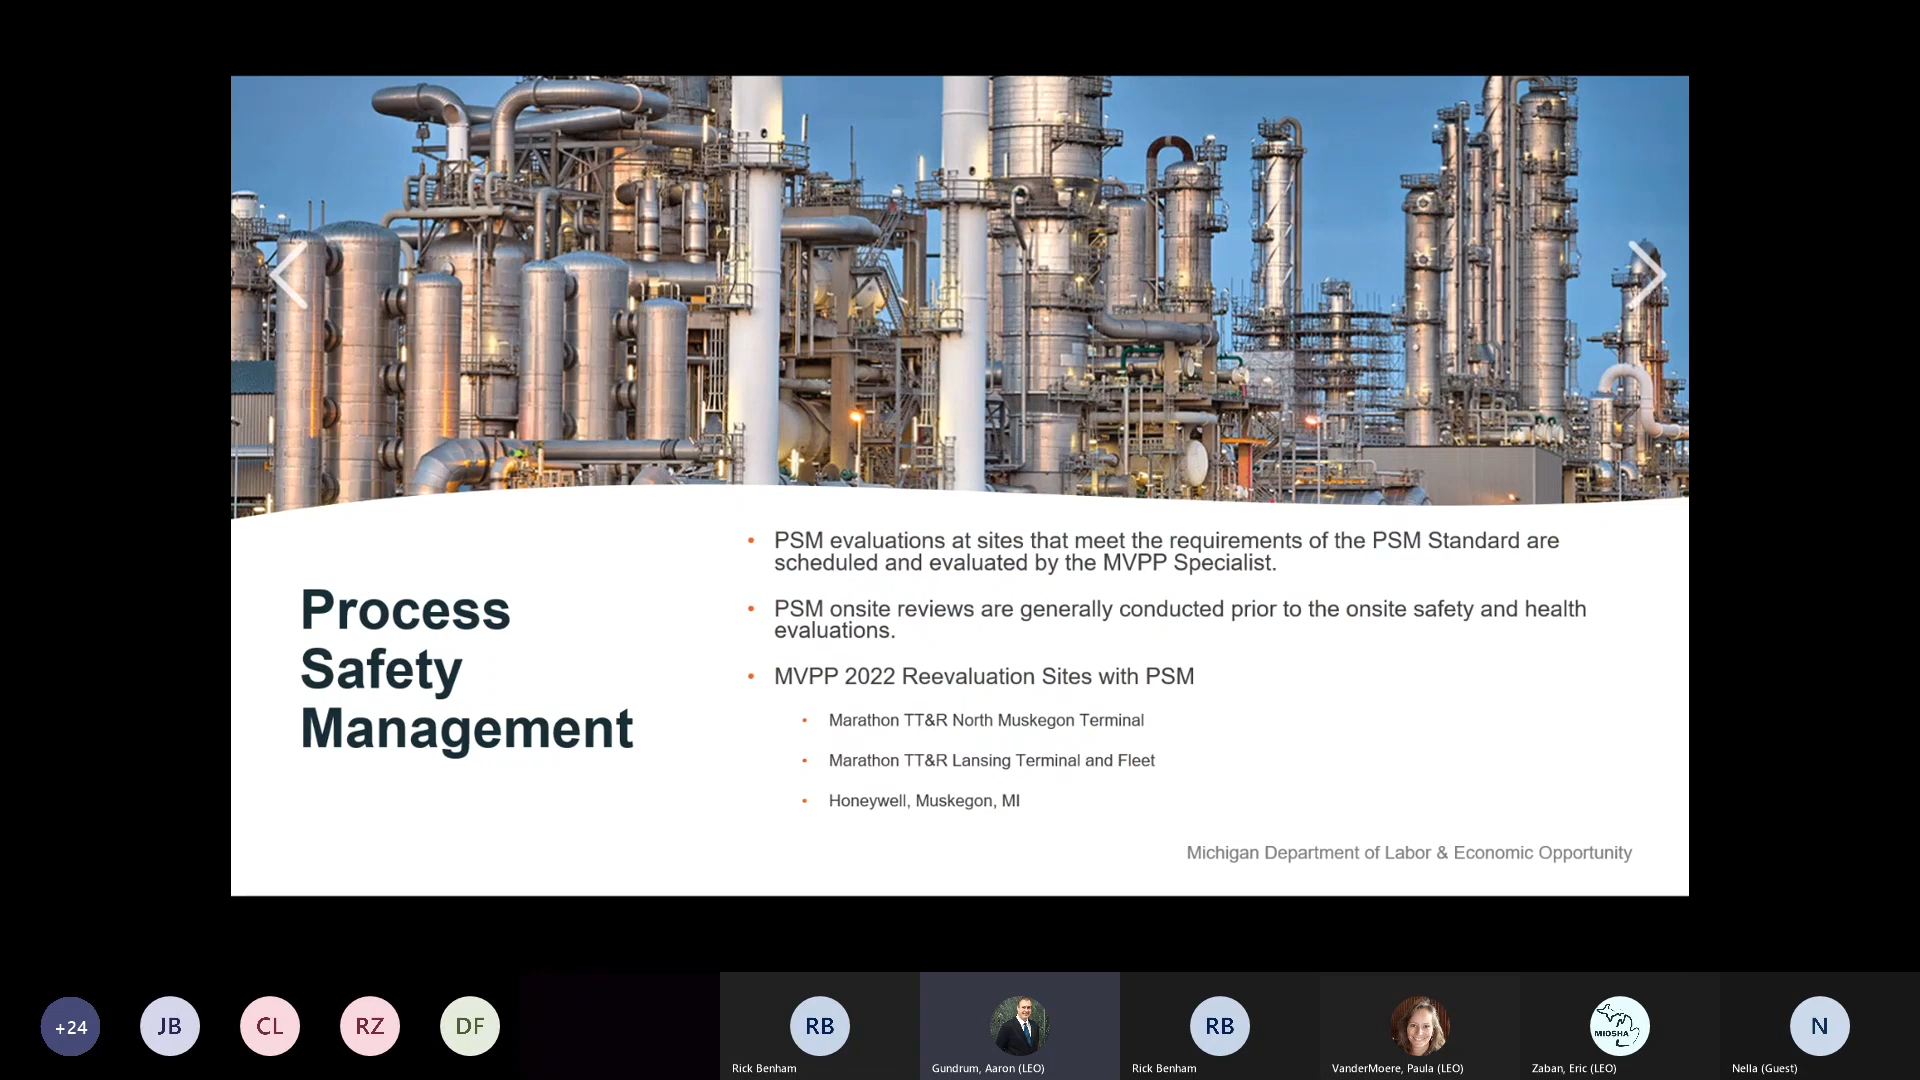 Process
Safety
Management
• PSM evaluations at sites that meet the requirements of the PSM Standard are
scheduled and evaluated by the MVPP Specialist.
• PSM onsite reviews are generally conducted prior to the onsite safety and health
evaluations.
• MVPP 2022 Reevaluation Sites with PSM
• Marathon TT&R North Muskegon Terminal
• Marathon TT&R Lansing Terminal and Fleet
• Honeywell, Muskegon, MI
Michigan Department of Labor & Economic Opportunity
+24
JB
CL
RZ
DF
RB
Rick Benham
Gundrum, Aaron (LEO)
RB
Rick Benham
VanderMoere, Paula (LEO)
MIOSHA
Zaban, Eric (LEO)
N
Nella (Guest)